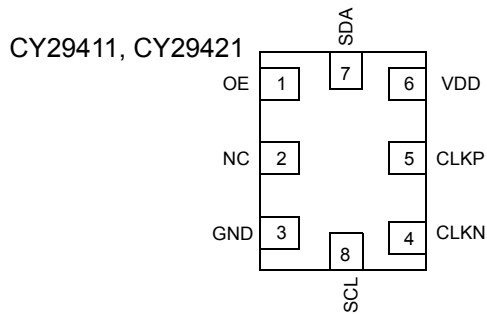 SDA
CY29411, CY29421
7
OE 1 6 VDD
NC 2 5 CLKP
GND 3 4 CLKN
8
SCL